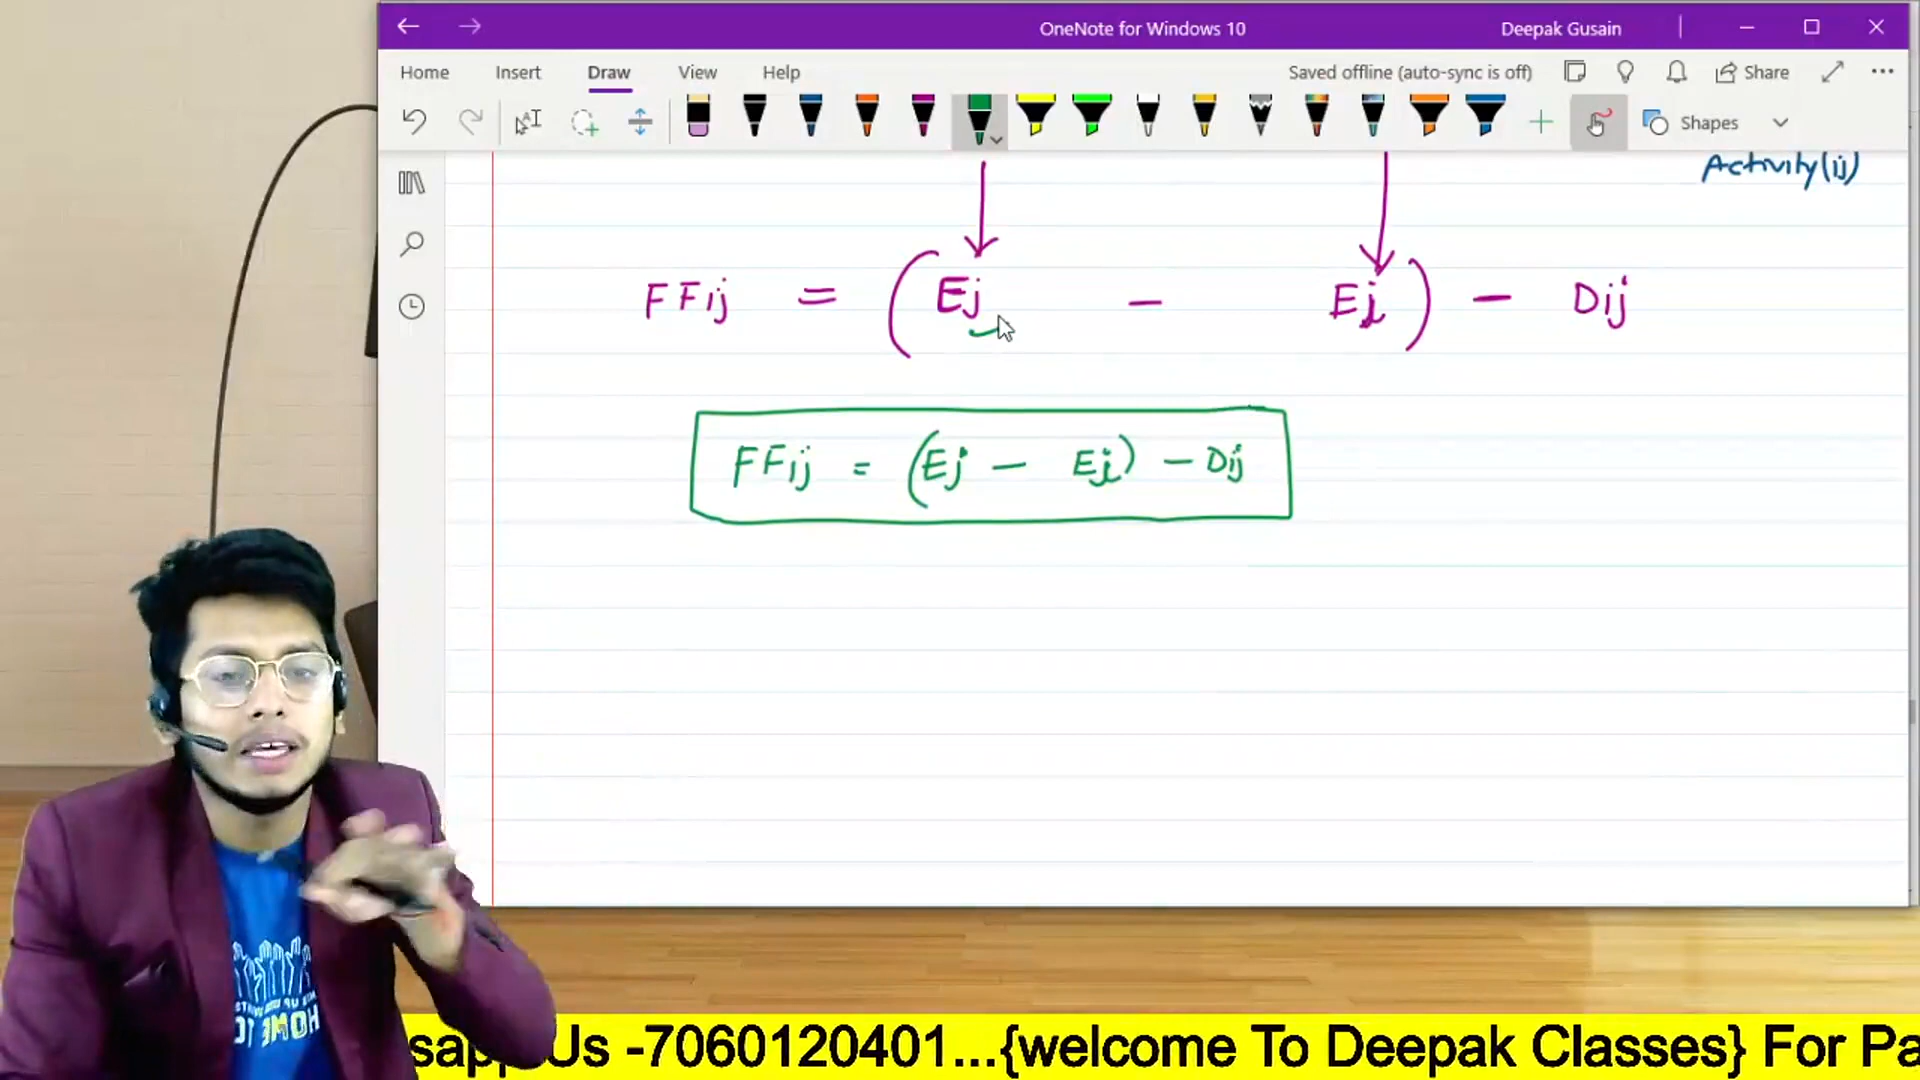 OneNote for Windows 10
Deepak Gusain
Home Insert Draw View Help
Saved offline (auto-sync is off)
Share
Shapes
Activity(ij)
FFij = (Ej - Ei) - Dij
FFij = (Ej - Ei) - Dij
HOME
Us -7060120401...{welcome To Deepak Classes} For Pa